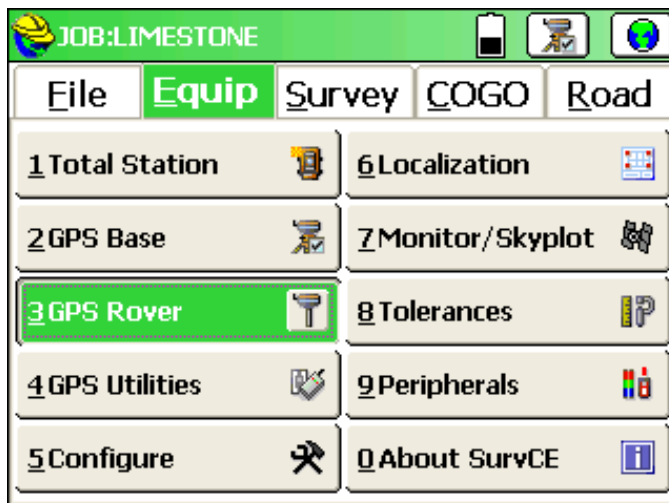 JOB:LIMESTONE
File Equip Survey COGO Road
1 Total Station
2 GPS Base
3 GPS Rover
4 GPS Utilities
5 Configure
6 Localization
7 Monitor/Skyplot
8 Tolerances
9 Peripherals
0 About SurvCE